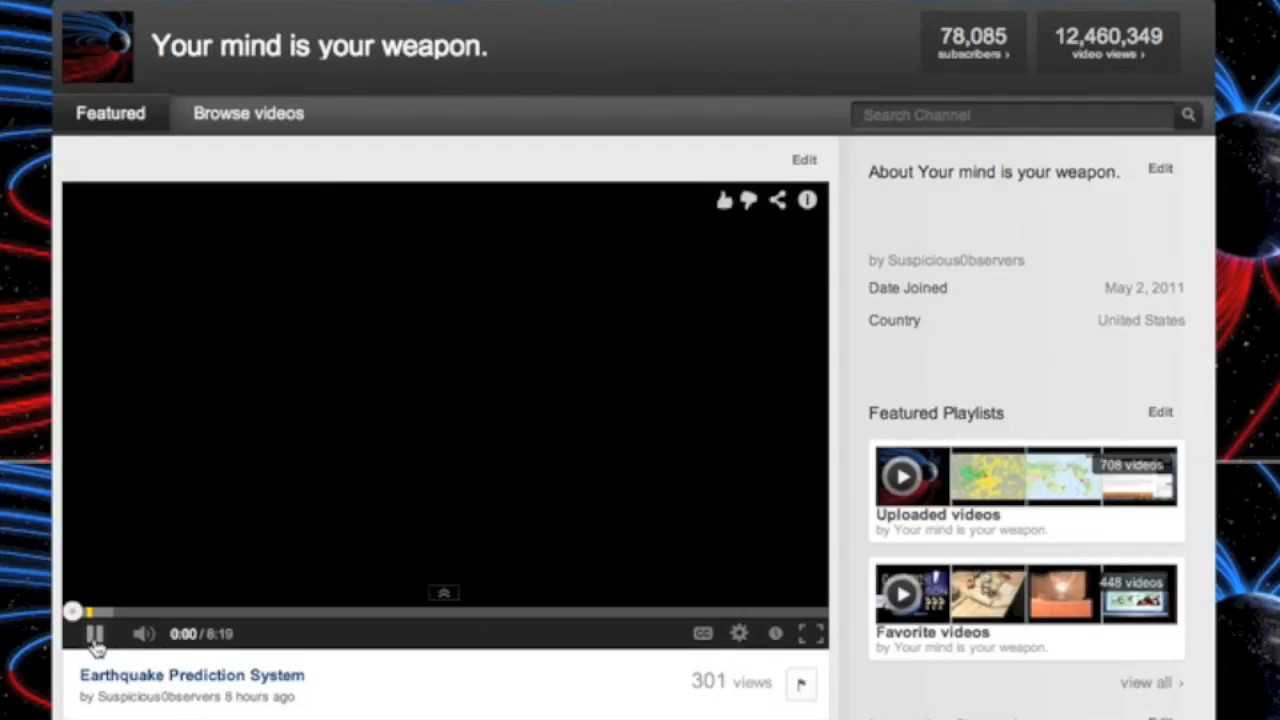 Your mind is your weapon.
78,085
subscribers ›
12,460,349
video views ›
Featured
Browse videos
Search Channel
Edit
About Your mind is your weapon.
Edit
by Suspicious0bservers
Date Joined
May 2, 2011
Country
United States
Featured Playlists
Edit
708 videos
Uploaded videos
by Your mind is your weapon.
448 videos
Favorite videos
by Your mind is your weapon.
view all ›
0:00 / 8:19
CC
Earthquake Prediction System
by Suspicious0bservers 8 hours ago
301 views